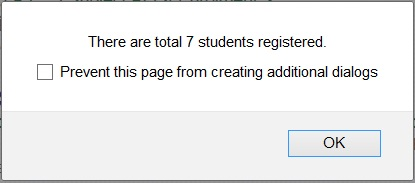 There are total 7 students registered.
Prevent this page from creating additional dialogs
OK